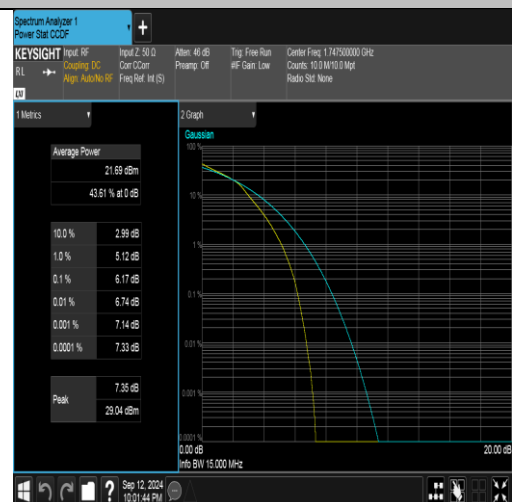 Spectrum Analyzer 1
Power Stat CCDF
+
KEYSIGHT
RL
LXI
Input: RF
Coupling: DC
Align: Auto/No RF
Input Z: 50 Ω
Corr CCorr
Freq Ref: Int (S)
Atten: 46 dB
Preamp: Off
Trig: Free Run
#IF Gain: Low
Center Freq: 1.747500000 GHz
Counts: 10.0 M/10.0 Mpt
Radio Std: None
1 Metrics
Average Power
21.69 dBm
43.61 % at 0 dB
10.0 % 2.99 dB
1.0 % 5.12 dB
0.1 % 6.17 dB
0.01 % 6.74 dB
0.001 % 7.14 dB
0.0001 % 7.33 dB
Peak
7.35 dB
29.04 dBm
2 Graph
Gaussian
100 %
10 %
1 %
0.1 %
0.01 %
0.001 %
0.0001 %
0.00 dB
20.00 dB
Info BW 15.000 MHz
?
Sep 12, 2024
10:01:44 PM